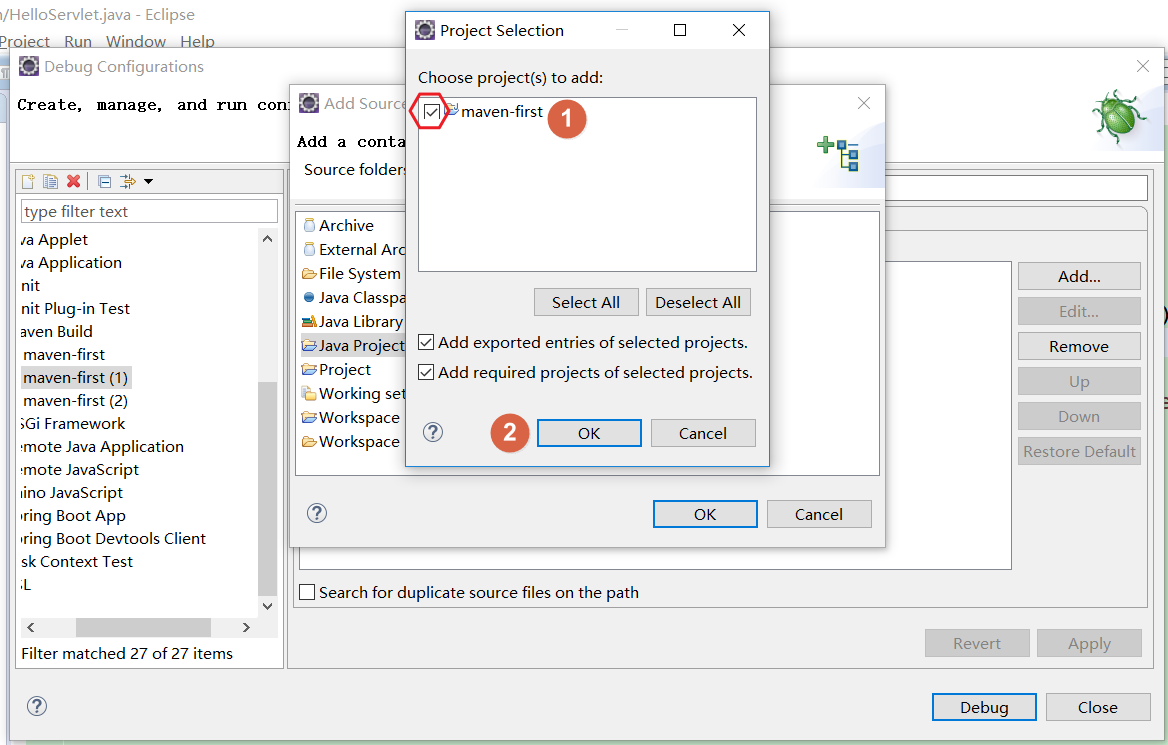 n/HelloServlet.java - Eclipse
Project Run Window Help
Debug Configurations
Create, manage, and run con
type filter text
va Applet
va Application
nit
nit Plug-in Test
aven Build
maven-first
maven-first (1)
maven-first (2)
Gi Framework
emote Java Application
emote JavaScript
ino JavaScript
ring Boot App
ring Boot Devtools Client
sk Context Test
L
Filter matched 27 of 27 items
Add Source
Add a conta
Source folders
Archive
External Arc
File System
Java Classpa
Java Library
Java Project
Project
Working set
Workspace
Workspace
OK
Cancel
Project Selection
Choose project(s) to add:
maven-first
1
Select All
Deselect All
Add exported entries of selected projects.
Add required projects of selected projects.
2
OK
Cancel
Add...
Edit...
Remove
Up
Down
Restore Default
Search for duplicate source files on the path
Revert
Apply
Debug
Close